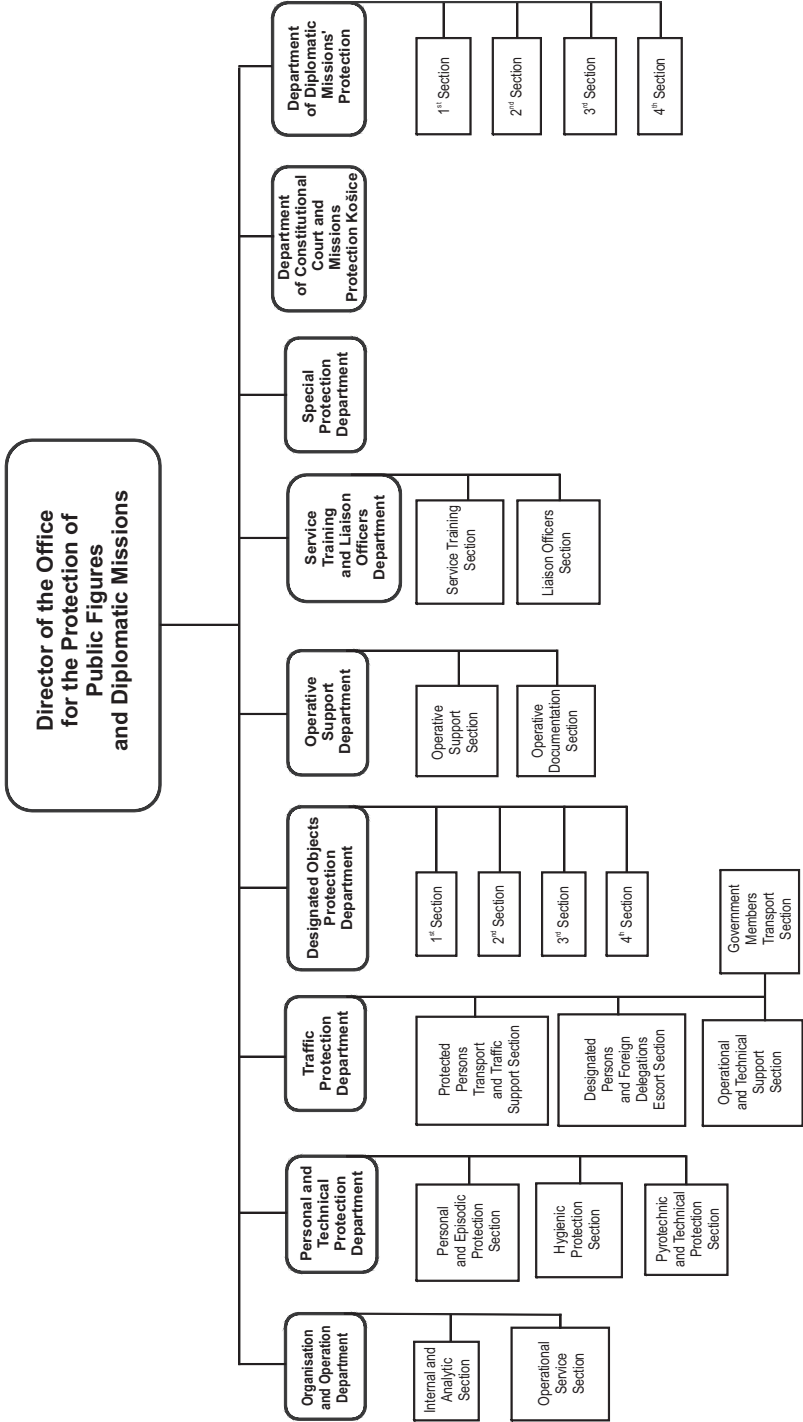 Director of the Office
for the Protection of
Public Figures
and Diplomatic Missions
Organisation
and Operation
Department
Internal and
Analytic
Section
Operational
Service
Section
Personal and
Technical
Protection
Department
Personal
and Episodic
Protection
Section
Hygienic
Protection
Section
Pyrotechnic
and Technical
Protection
Section
Traffic
Protection
Department
Protected
Persons
Transport
and Traffic
Support Section
Designated
Persons
and Foreign
Delegations
Escort Section
Operational
and Technical
Support
Section
Government
Members
Transport
Section
Designated Objects
Protection
Department
1st Section
2nd Section
3rd Section
4th Section
Operative
Support
Department
Operative
Support
Section
Operative
Documentation
Section
Service
Training
and Liaison
Officers
Department
Service Training
Section
Liaison Officers
Section
Special
Protection
Department
Department
of Constitutional
Court and
Missions
Protection Košice
Department
of Diplomatic
Missions'
Protection
1st Section
2nd Section
3rd Section
4th Section